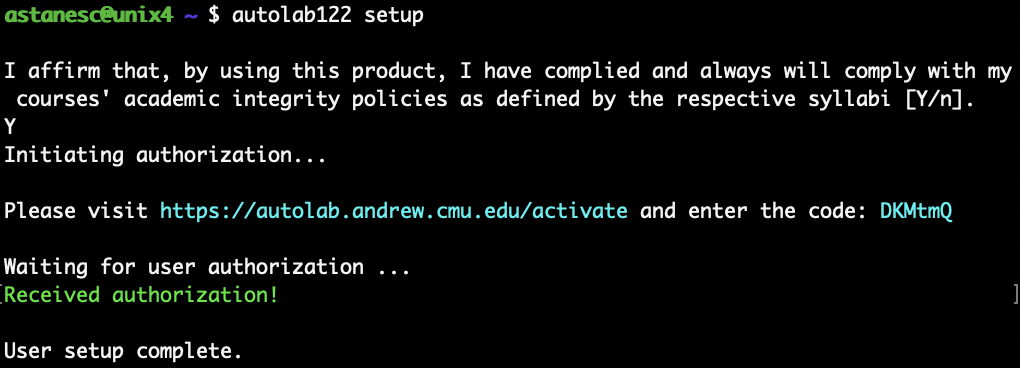 astanesc@unix4 ~ $ autolab122 setup
I affirm that, by using this product, I have complied and always will comply with my
courses' academic integrity policies as defined by the respective syllabi [Y/n].
Y
Initiating authorization...
Please visit https://autolab.andrew.cmu.edu/activate and enter the code: DKMtmQ
Waiting for user authorization ...
[Received authorization! ]
User setup complete.